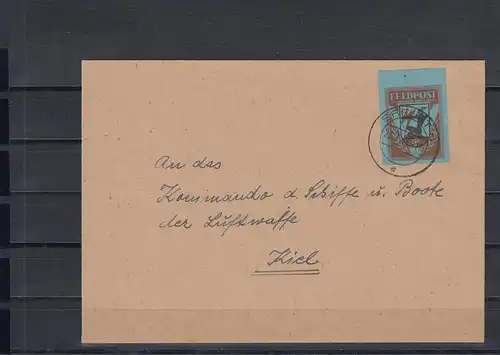 FELDPOST
An das
Kommando d. Schiffe u. Boote
der Luftwaffe
Kiel